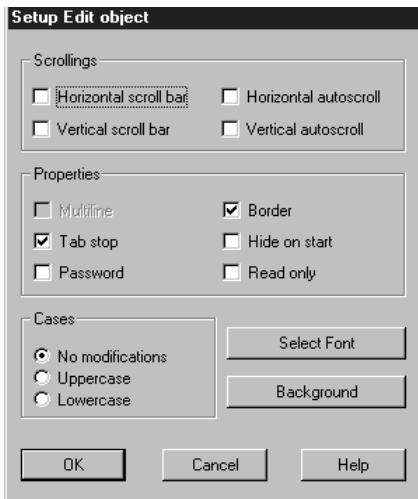 Setup Edit object
Scrollings
Horizontal scroll bar
Horizontal autoscroll
Vertical scroll bar
Vertical autoscroll
Properties
Multiline
Border
Tab stop
Hide on start
Password
Read only
Cases
No modifications
Uppercase
Lowercase
Select Font
Background
OK
Cancel
Help